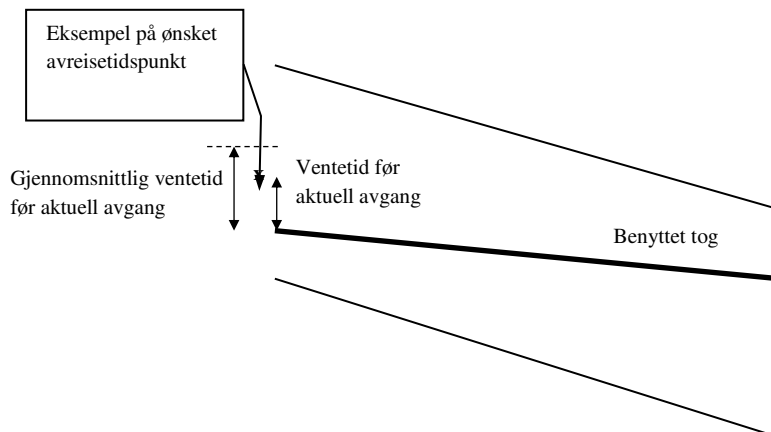 Eksempel på ønsket
avreisetidspunkt
Gjennomsnittlig ventetid
før aktuell avgang
Ventetid før
aktuell avgang
Benyttet tog